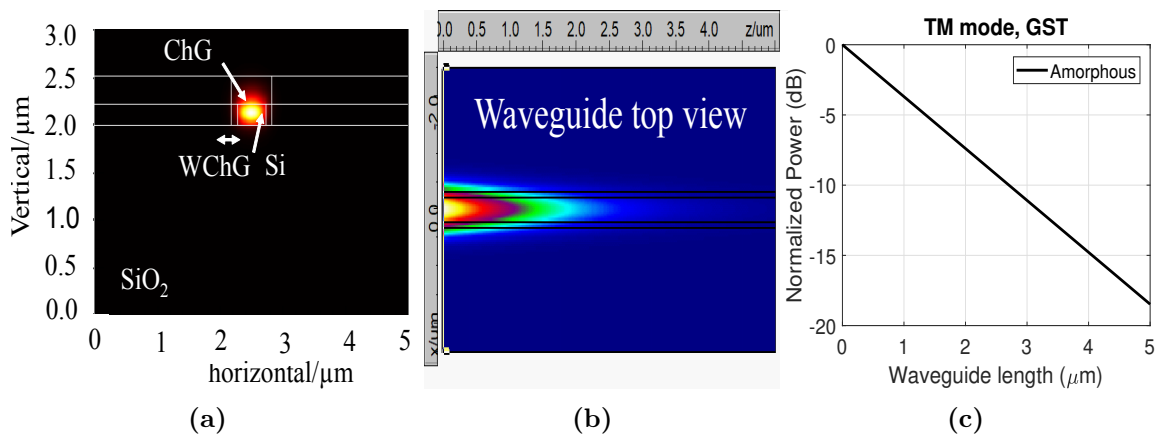 3.0
2.5
2.0
1.5
1.0
0.5
0.0
Vertical/μm
ChG
WChG Si
SiO2
0 1 2 3 4 5
horizontal/μm
(a)
0.0 0.5 1.0 1.5 2.0 2.5 3.0 3.5 4.0 z/um
-2.0
0.0
x/um
Waveguide top view
(b)
TM mode, GST
Amorphous
0
-5
-10
-15
-20
Normalized Power (dB)
0 1 2 3 4 5
Waveguide length (μm)
(c)